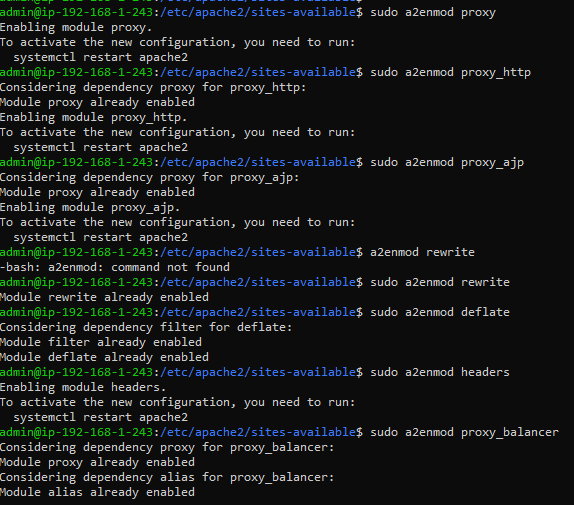 admin@ip-192-168-1-243:/etc/apache2/sites-available$ sudo a2enmod proxy
Enabling module proxy.
To activate the new configuration, you need to run:
  systemctl restart apache2
admin@ip-192-168-1-243:/etc/apache2/sites-available$ sudo a2enmod proxy_http
Considering dependency proxy for proxy_http:
Module proxy already enabled
Enabling module proxy_http.
To activate the new configuration, you need to run:
  systemctl restart apache2
admin@ip-192-168-1-243:/etc/apache2/sites-available$ sudo a2enmod proxy_ajp
Considering dependency proxy for proxy_ajp:
Module proxy already enabled
Enabling module proxy_ajp.
To activate the new configuration, you need to run:
  systemctl restart apache2
admin@ip-192-168-1-243:/etc/apache2/sites-available$ a2enmod rewrite
-bash: a2enmod: command not found
admin@ip-192-168-1-243:/etc/apache2/sites-available$ sudo a2enmod rewrite
Module rewrite already enabled
admin@ip-192-168-1-243:/etc/apache2/sites-available$ sudo a2enmod deflate
Considering dependency filter for deflate:
Module filter already enabled
Module deflate already enabled
admin@ip-192-168-1-243:/etc/apache2/sites-available$ sudo a2enmod headers
Enabling module headers.
To activate the new configuration, you need to run:
  systemctl restart apache2
admin@ip-192-168-1-243:/etc/apache2/sites-available$ sudo a2enmod proxy_balancer
Considering dependency proxy for proxy_balancer:
Module proxy already enabled
Considering dependency alias for proxy_balancer:
Module alias already enabled